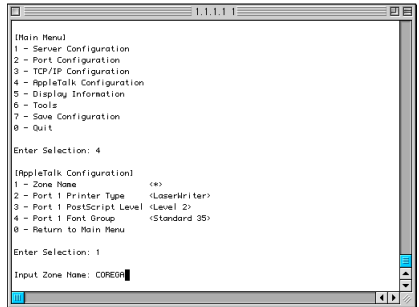 1.1.1.1 1
[Main Menu]
1 - Server Configuration
2 - Port Configuration
3 - TCP/IP Configuration
4 - AppleTalk Configuration
5 - Display Information
6 - Tools
7 - Save Configuration
0 - Quit
Enter Selection: 4
[AppleTalk Configuration]
1 - Zone Name <*>
2 - Port 1 Printer Type <LaserWriter>
3 - Port 1 PostScript Level <Level 2>
4 - Port 1 Font Group <Standard 35>
0 - Return to Main Menu
Enter Selection: 1
Input Zone Name: COREGA